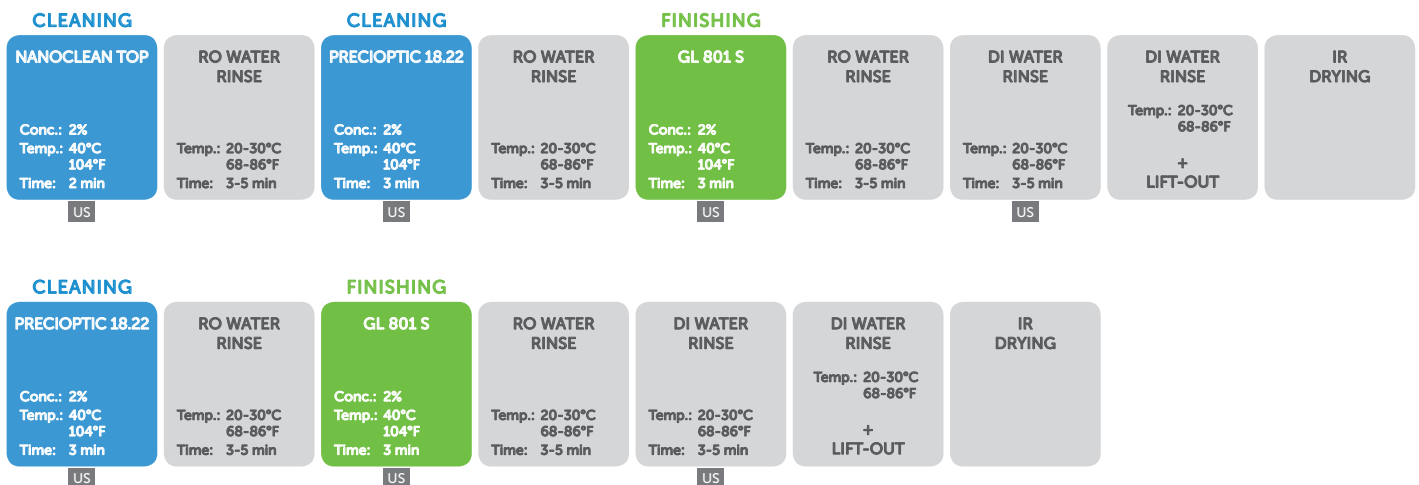 CLEANING
CLEANING
FINISHING
NANOCLEAN TOP
Conc.: 2%
Temp.: 40°C
104°F
Time: 2 min
US
RO WATER
RINSE
Temp.: 20-30°C
68-86°F
Time: 3-5 min
PRECIOPTIC 18.22
Conc.: 2%
Temp.: 40°C
104°F
Time: 3 min
US
RO WATER
RINSE
Temp.: 20-30°C
68-86°F
Time: 3-5 min
GL 801 S
Conc.: 2%
Temp.: 40°C
104°F
Time: 3 min
US
RO WATER
RINSE
Temp.: 20-30°C
68-86°F
Time: 3-5 min
DI WATER
RINSE
Temp.: 20-30°C
68-86°F
Time: 3-5 min
US
DI WATER
RINSE
Temp.: 20-30°C
68-86°F
+
LIFT-OUT
IR
DRYING
CLEANING
FINISHING
PRECIOPTIC 18.22
Conc.: 2%
Temp.: 40°C
104°F
Time: 3 min
US
RO WATER
RINSE
Temp.: 20-30°C
68-86°F
Time: 3-5 min
GL 801 S
Conc.: 2%
Temp.: 40°C
104°F
Time: 3 min
US
RO WATER
RINSE
Temp.: 20-30°C
68-86°F
Time: 3-5 min
DI WATER
RINSE
Temp.: 20-30°C
68-86°F
Time: 3-5 min
US
DI WATER
RINSE
Temp.: 20-30°C
68-86°F
+
LIFT-OUT
IR
DRYING